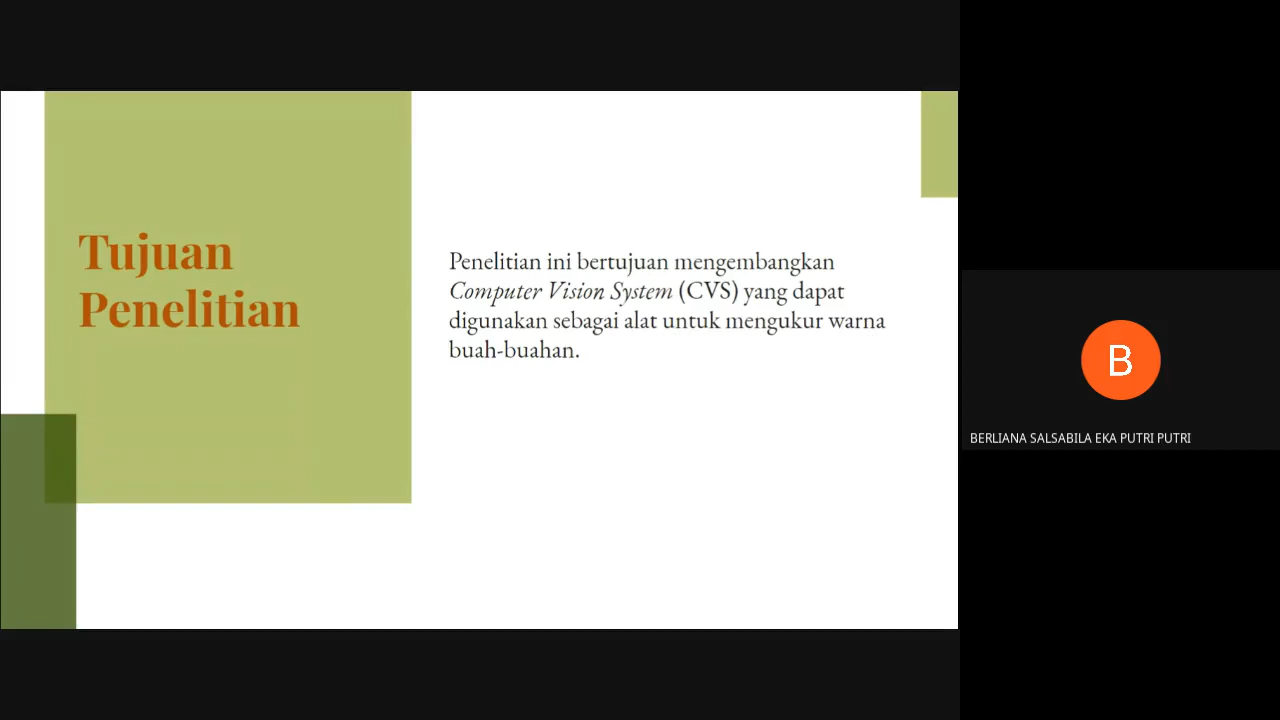 Tujuan
Penelitian
Penelitian ini bertujuan mengembangkan
Computer Vision System (CVS) yang dapat
digunakan sebagai alat untuk mengukur warna
buah-buahan.
B
BERLIANA SALSABILA EKA PUTRI PUTRI